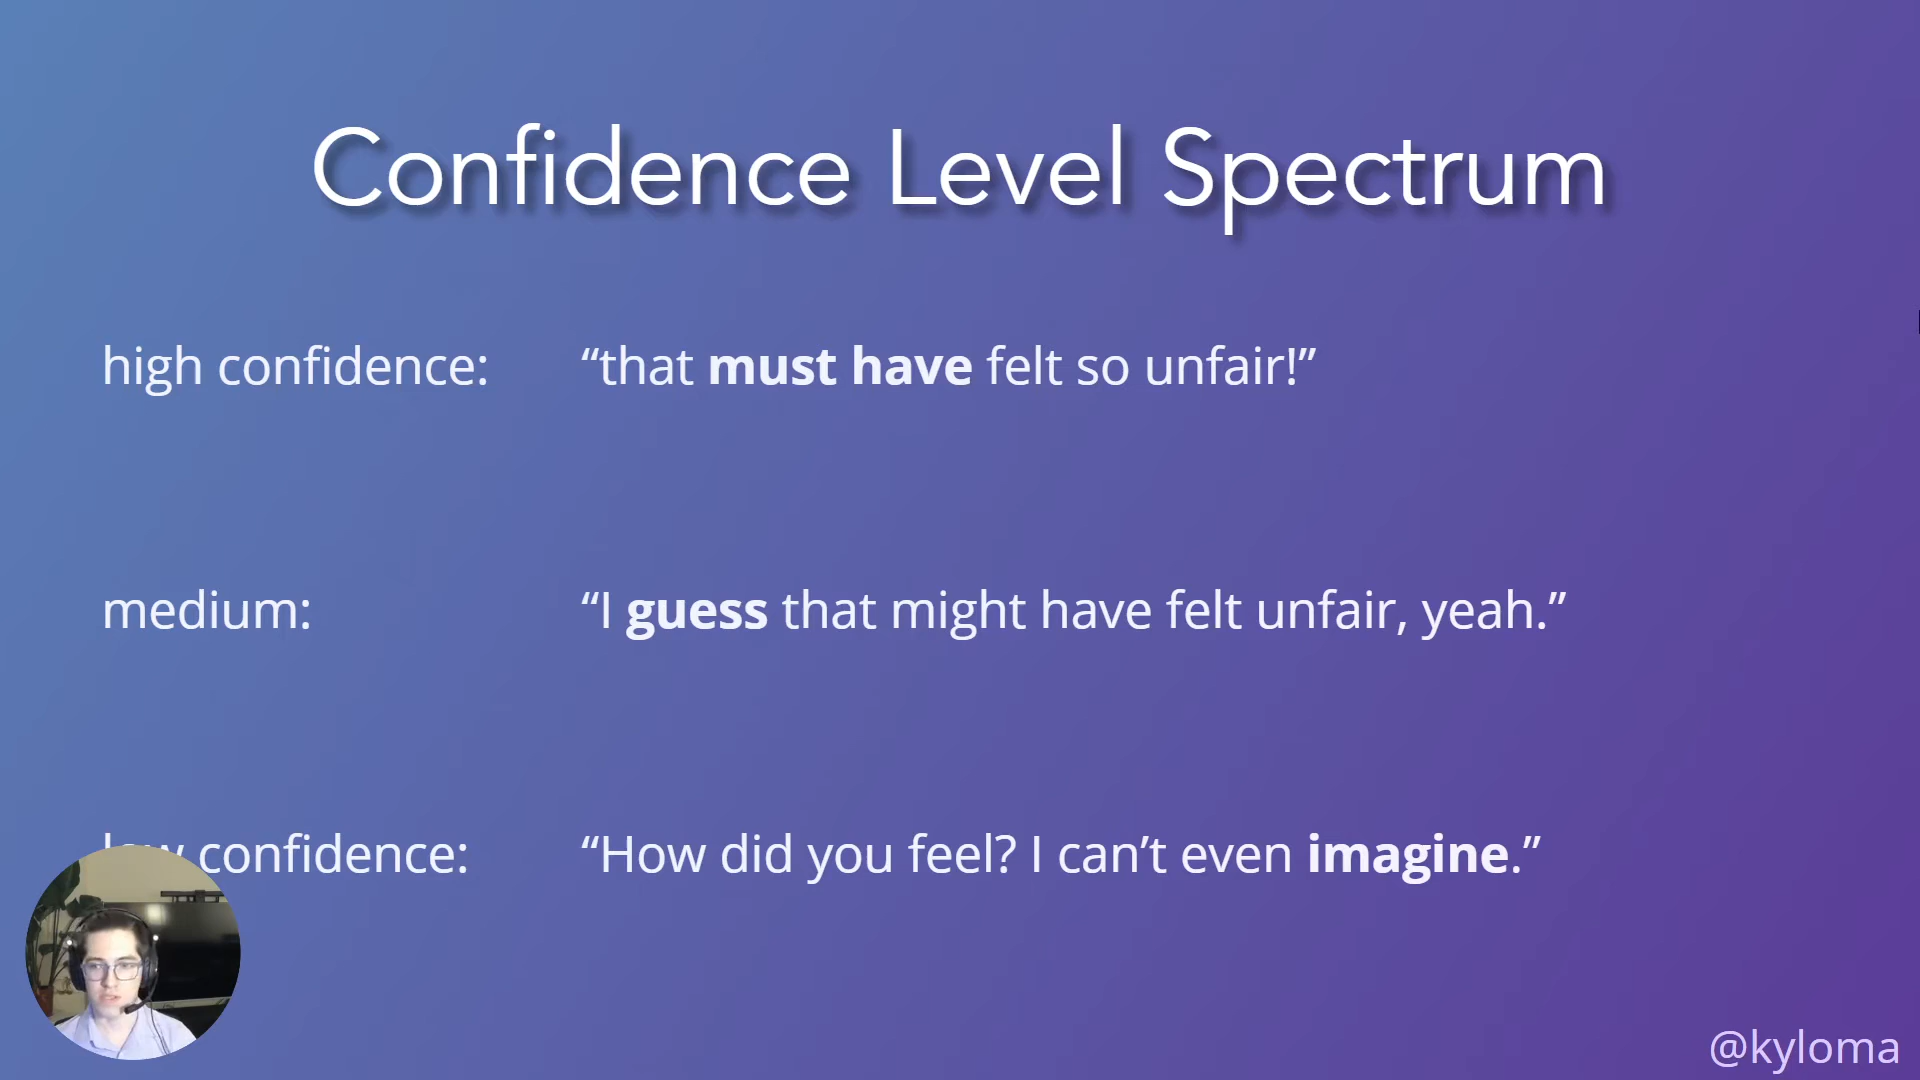 Confidence Level Spectrum
high confidence: “that must have felt so unfair!”
medium: “I guess that might have felt unfair, yeah.”
low confidence: “How did you feel? I can’t even imagine.”
@kyloma